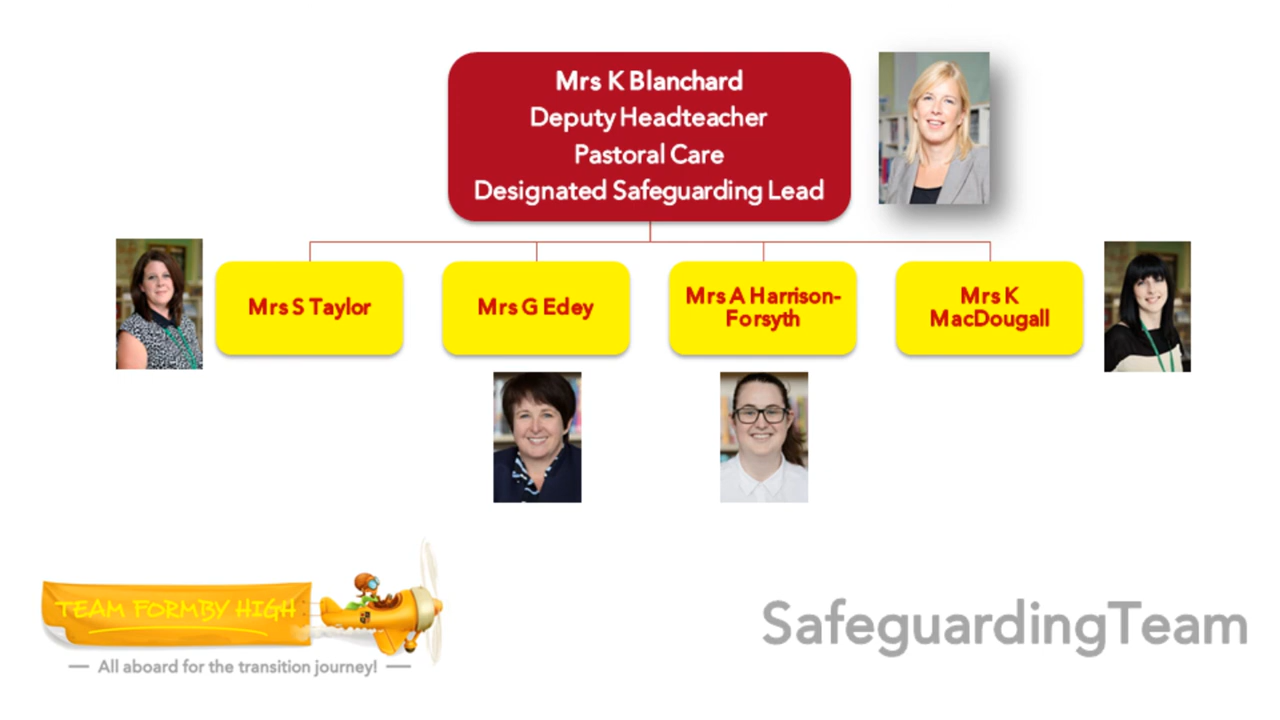 Mrs K Blanchard
Deputy Headteacher
Pastoral Care
Designated Safeguarding Lead
Mrs S Taylor
Mrs G Edey
Mrs A Harrison-
Forsyth
Mrs K
MacDougall
TEAM FORMBY HIGH
All aboard for the transition journey!
SafeguardingTeam